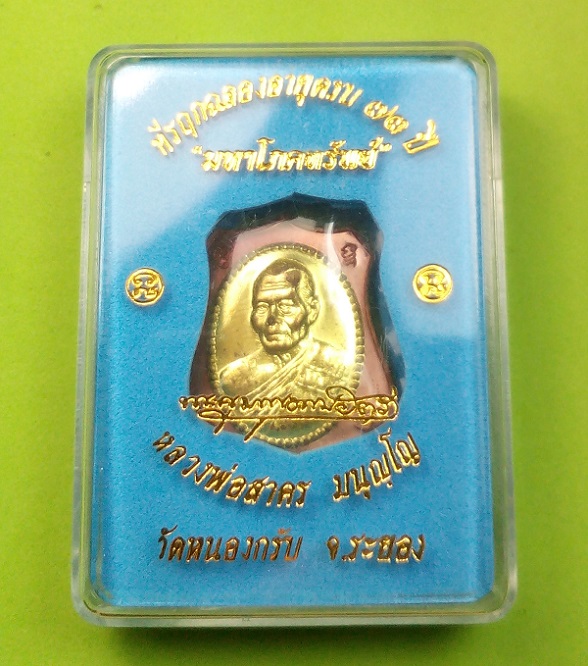 ที่ระฤกฉลองอายุครบ ๗๓ ปี
"มหาโภคทรัพย์"
หลวงพ่อสาคร มนุญฺโญ
วัดหนองกรับ จ.ระยอง